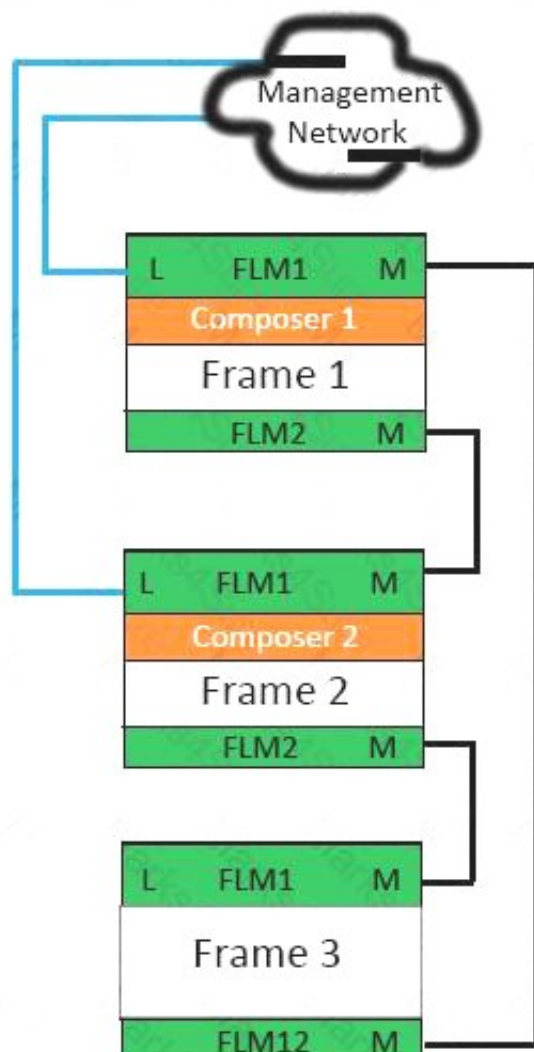 Management
Network
L FLM1 M
Composer 1
Frame 1
FLM2 M
L FLM1 M
Composer 2
Frame 2
FLM2 M
L FLM1 M
Frame 3
FLM12 M